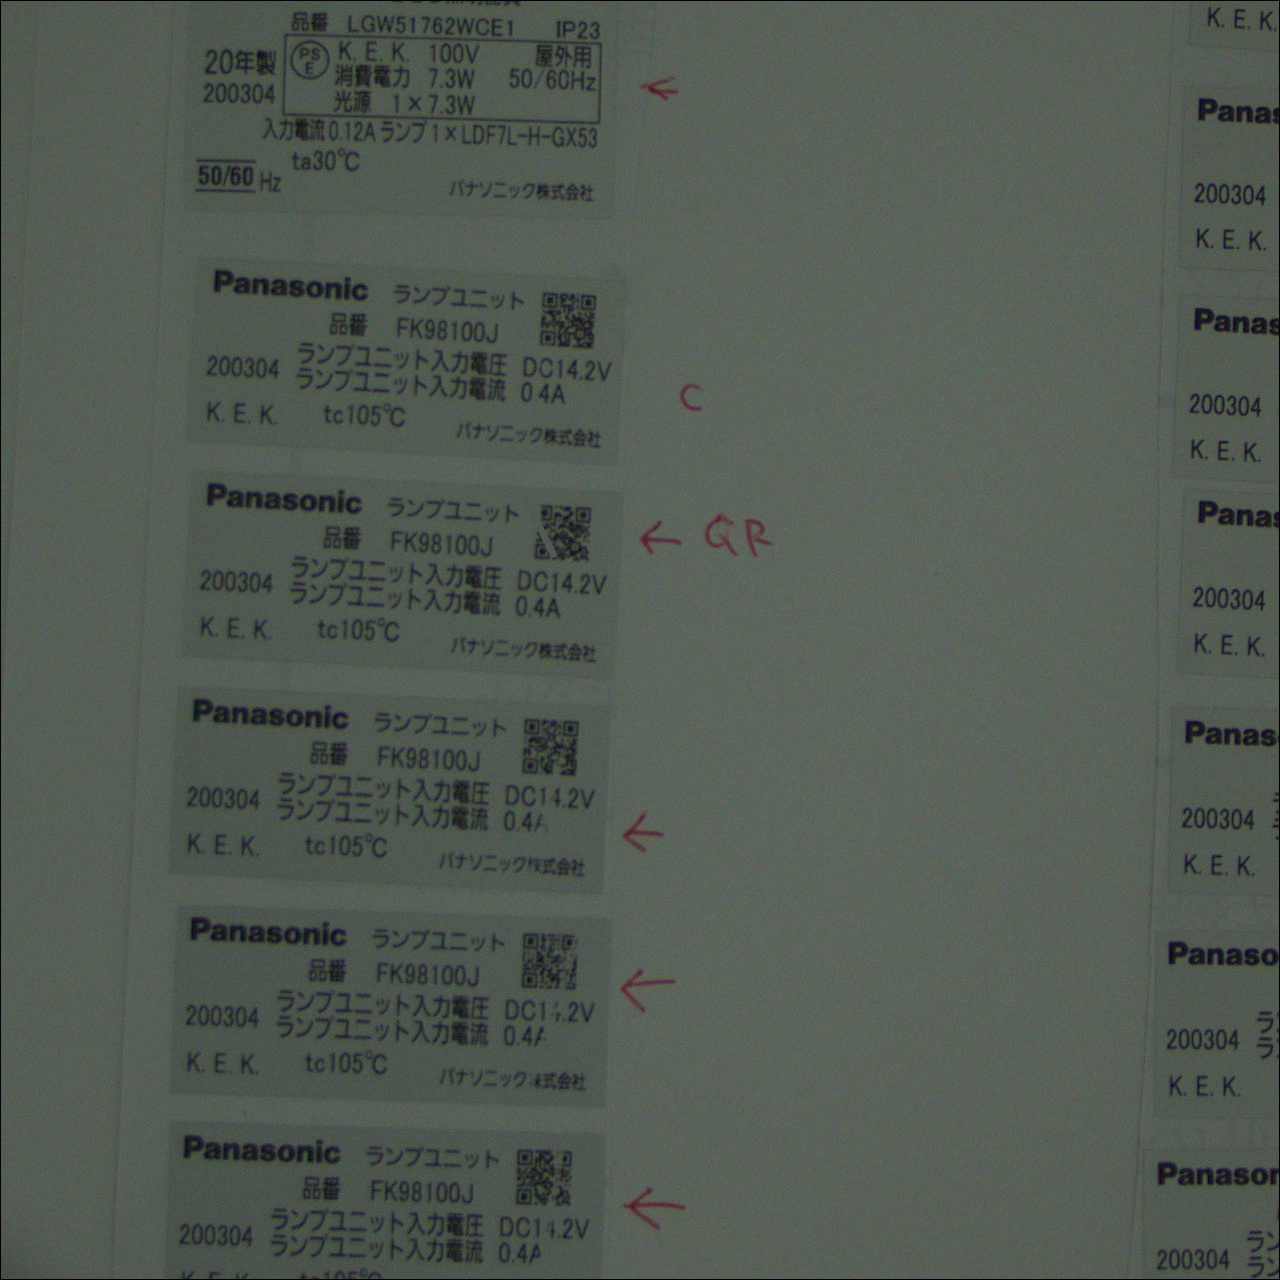 品番 LGW51762WCE1 IP23
20年製 PS E K. E. K. 100V 屋外用
消費電力 7.3W 50/60Hz
200304 光源 1×7.3W
入力電流0.12A ランプ1×LDF7L-H-GX53
ta30℃
50/60 Hz
パナソニック株式会社
Panasonic ランプユニット
品番 FK98100J
ランプユニット入力電圧 DC14.2V
200304 ランプユニット入力電流 0 4A
K. E. K. tc105℃
パナソニック株式会社
C
Panasonic ランプユニット
品番 FK98100J
← QR
ランプユニット入力電圧 DC14.2V
200304 ランプユニット入力電流 0.4A
K. E. K. tc105℃
パナソニック株式会社
Panasonic ランプユニット
品番 FK98100J
ランプユニット入力電圧 DC14.2V
200304 ランプユニット入力電流 0.4A
K. E. K. tc105℃
パナソニック株式会社
Panasonic ランプユニット
品番 FK98100J
ランプユニット入力電圧 DC14.2V
200304 ランプユニット入力電流 0.4A
K. E. K. tc105℃
パナソニック株式会社
Panasonic ランプユニット
品番 FK98100J
ランプユニット入力電圧 DC14.2V
200304 ランプユニット入力電流 0.4A
K. E. K.
Panas
200304
K. E. K.
Panas
200304
K. E. K.
Panas
200304
K. E. K.
Panas
200304
K. E. K.
Panaso
200304
K. E. K.
Panason
200304